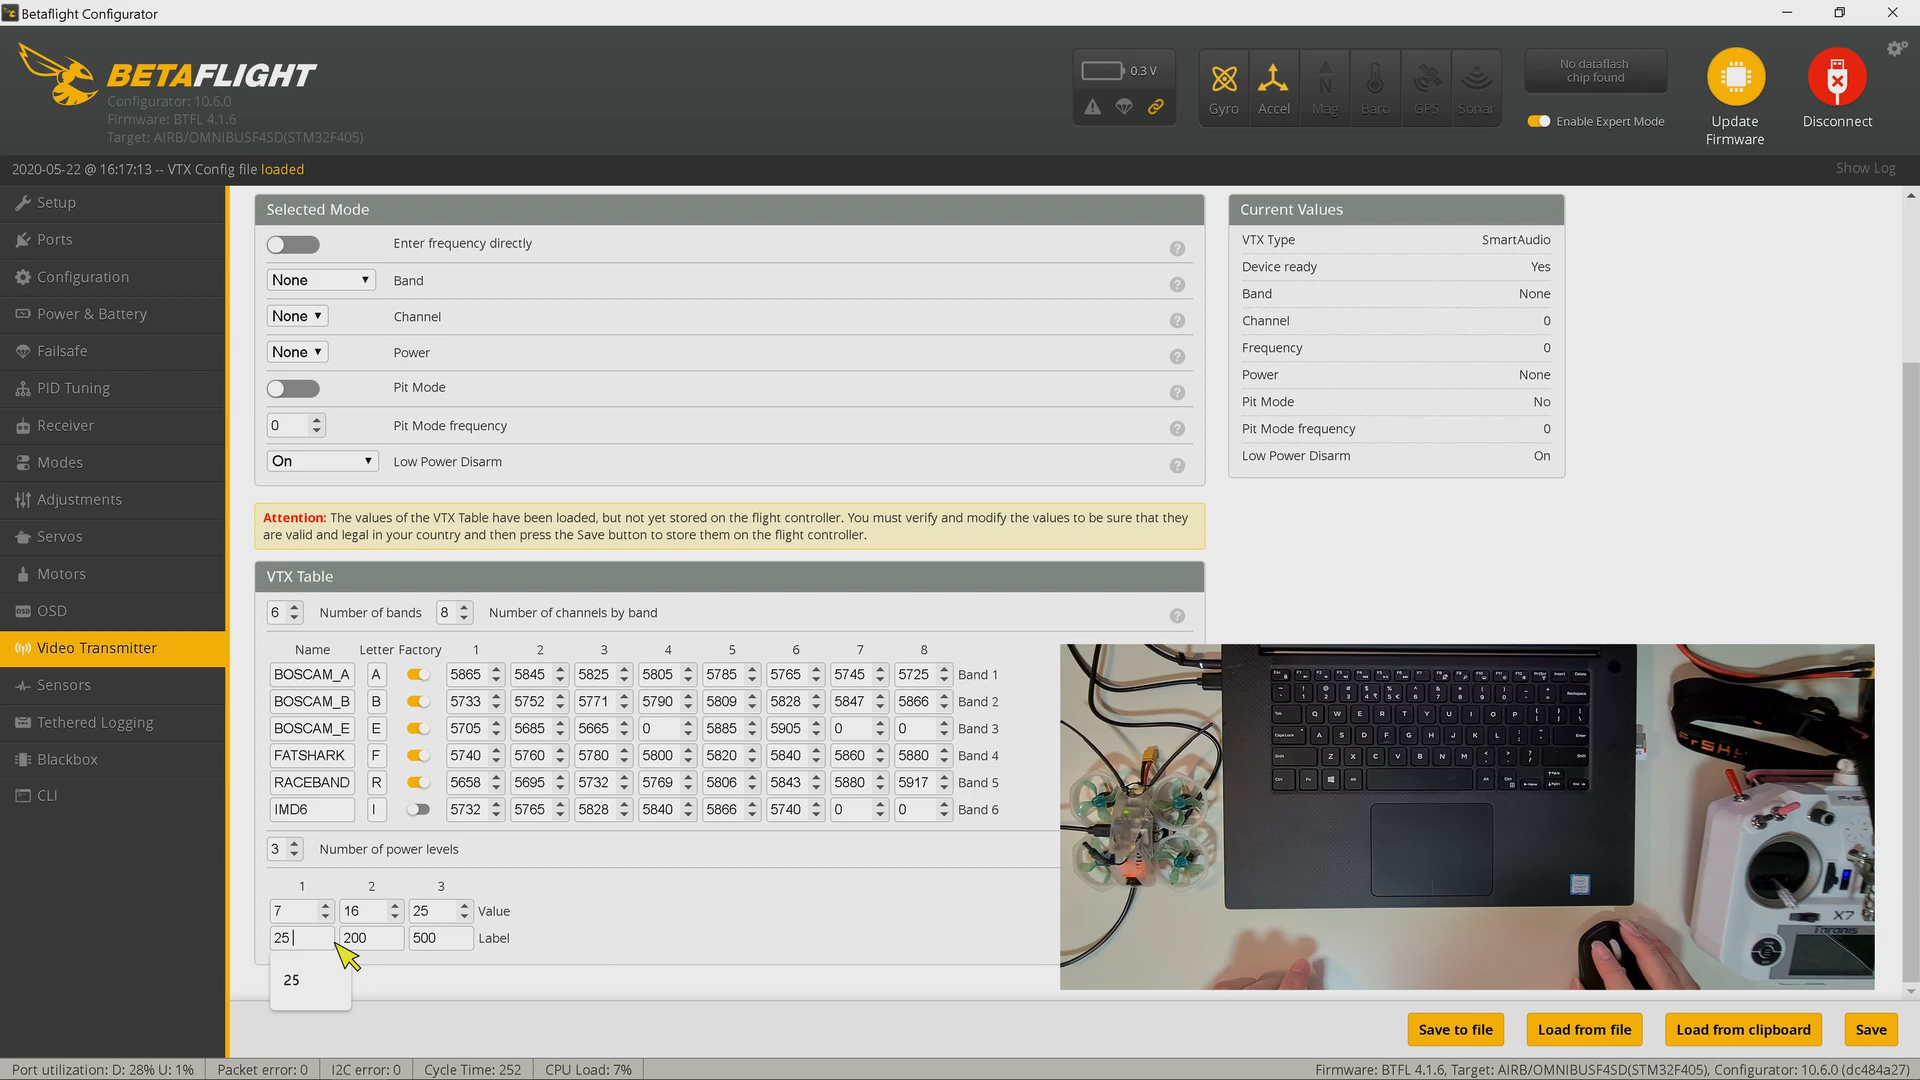 Betaflight Configurator
BETAFLIGHT
Configurator: 10.6.0
Firmware: BTFL 4.1.6
Target: AIRB/OMNIBUSF4SD(STM32F405)
0.3 V
Gyro
Accel
Mag
Baro
GPS
Sonar
No dataflash
chip found
Enable Expert Mode
Update
Firmware
Disconnect
2020-05-22 @ 16:17:13 -- VTX Config file loaded
Show Log
Setup
Ports
Configuration
Power & Battery
Failsafe
PID Tuning
Receiver
Modes
Adjustments
Servos
Motors
OSD
Video Transmitter
Sensors
Tethered Logging
Blackbox
CLI
Selected Mode
Enter frequency directly
None Band
None Channel
None Power
Pit Mode
0 Pit Mode frequency
On Low Power Disarm
Current Values
VTX Type SmartAudio
Device ready Yes
Band None
Channel 0
Frequency 0
Power None
Pit Mode No
Pit Mode frequency 0
Low Power Disarm On
Attention: The values of the VTX Table have been loaded, but not yet stored on the flight controller. You must verify and modify the values to be sure that they
are valid and legal in your country and then press the Save button to store them on the flight controller.
VTX Table
6 Number of bands 8 Number of channels by band
Name Letter Factory 1 2 3 4 5 6 7 8
BOSCAM_A A 5865 5845 5825 5805 5785 5765 5745 5725 Band 1
BOSCAM_B B 5733 5752 5771 5790 5809 5828 5847 5866 Band 2
BOSCAM_E E 5705 5685 5665 0 5885 5905 0 0 Band 3
FATSHARK F 5740 5760 5780 5800 5820 5840 5860 5880 Band 4
RACEBAND R 5658 5695 5732 5769 5806 5843 5880 5917 Band 5
IMD6 I 5732 5765 5828 5840 5866 5740 0 0 Band 6
3 Number of power levels
1 2 3
7 16 25 Value
25 200 500 Label
25
FrSky
Taranis
X7
Save to file
Load from file
Load from clipboard
Save
Port utilization: D: 28% U: 1%
Packet error: 0
I2C error: 0
Cycle Time: 252
CPU Load: 7%
Firmware: BTFL 4.1.6, Target: AIRB/OMNIBUSF4SD(STM32F405), Configurator: 10.6.0 (dc484a27)